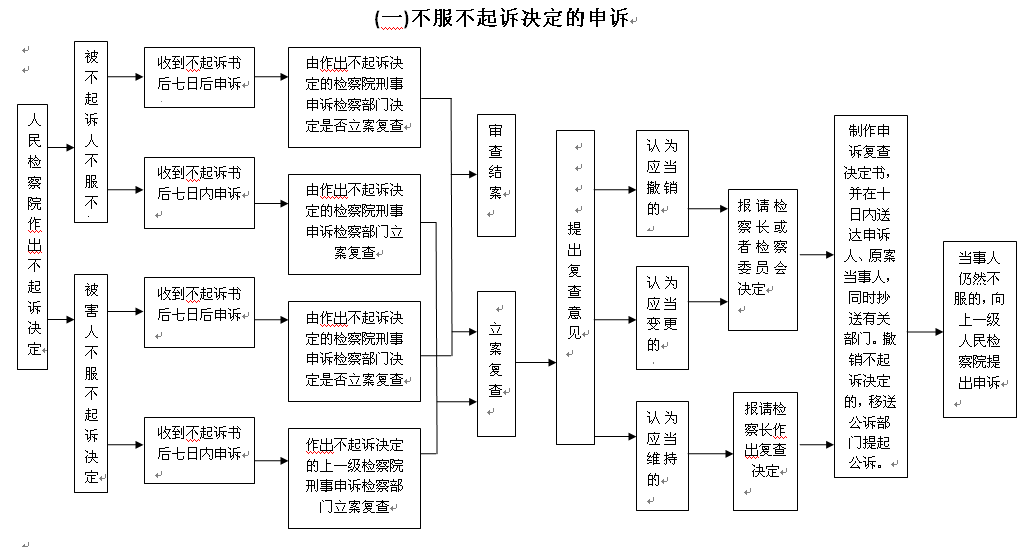 (一)不服不起诉决定的申诉
人民检察院作出不起诉决定
被不起诉人不服不
收到不起诉书
后七日后申诉
由作出不起诉决
定的检察院刑事
申诉检察部门决
定是否立案复查
收到不起诉书
后七日内申诉
由作出不起诉决
定的检察院刑事
申诉检察部门立
案复查
被害人不服不起诉决定
收到不起诉书
后七日后申诉
由作出不起诉决
定的检察院刑事
申诉检察部门决
定是否立案复查
收到不起诉书
后七日内申诉
作出不起诉决定
的上一级检察院
刑事申诉检察部
门立案复查
审查结案
立案复查
提出复查意见
认为
应当
撤销
的
认为
应当
变更
的
认为
应当
维持
的
报请检
察长或
者检察
委员会
决定
报请检
察长作
出复查
决定
制作申
诉复查
决定书，
并在十
日内送
达申诉
人、原案
当事人，
同时抄
送有关
部门。撤
销不起
诉决定
的，移送
公诉部
门提起
公诉。
当事人
仍然不
服的，向
上一级
人民检
察院提
出申诉